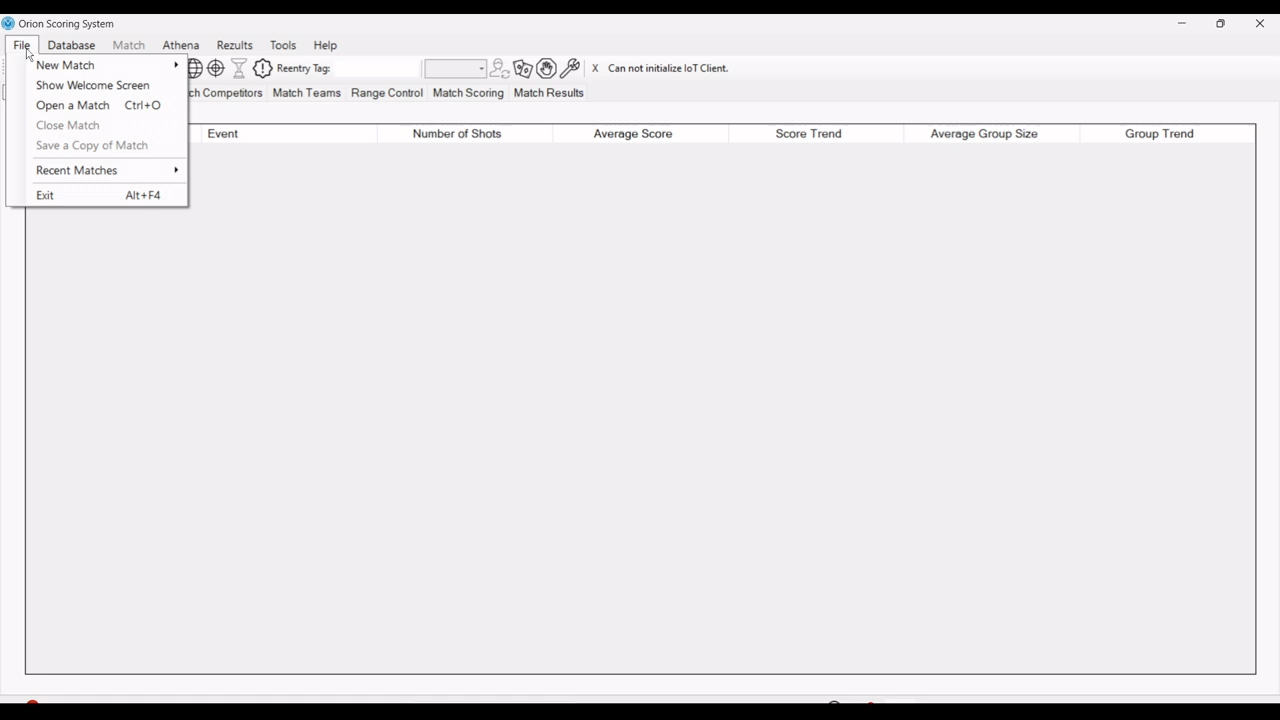 Orion Scoring System
File Database Match Athena Rezults Tools Help
New Match
Show Welcome Screen
Open a Match Ctrl+O
Close Match
Save a Copy of Match
Recent Matches
Exit Alt+F4
Reentry Tag:
X Can not initialize IoT Client.
ch Competitors Match Teams Range Control Match Scoring Match Results
Event Number of Shots Average Score Score Trend Average Group Size Group Trend